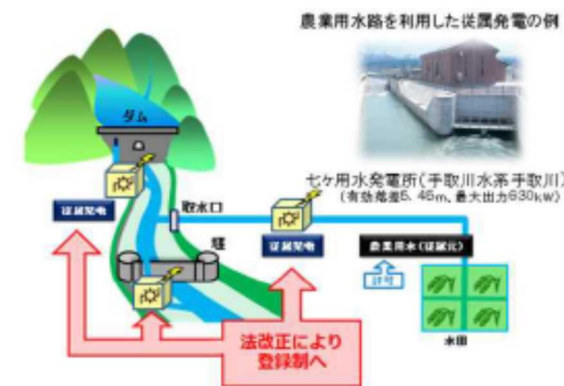 農業用水路を利用した従属発電の例
ダム
七ヶ用水発電所(手取川水系手取川)
(有効落差5.45m、最大出力630kW)
従属発電
取水口
従属発電
堰
農業用水(従属元)
許可
水田
法改正により
登録制へ